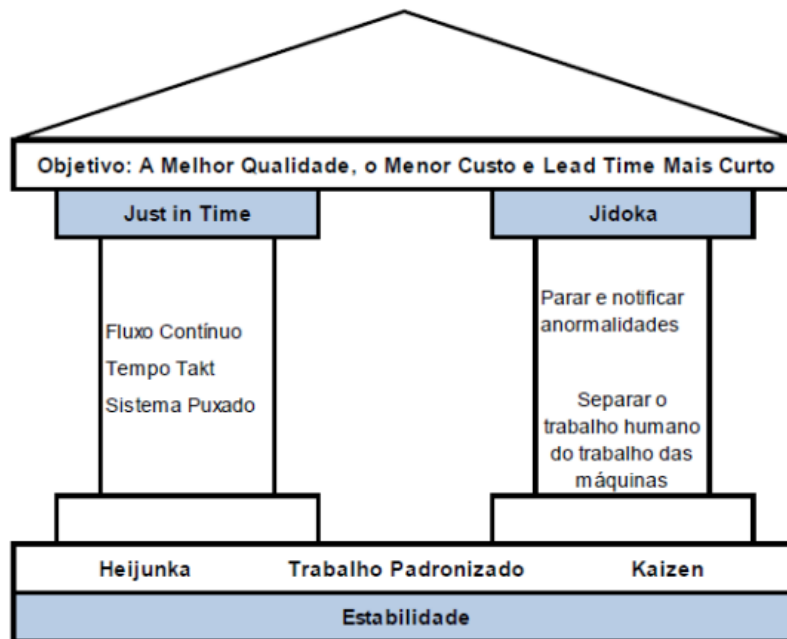 Objetivo: A Melhor Qualidade, o Menor Custo e Lead Time Mais Curto
Just in Time
Jidoka
Fluxo Contínuo
Tempo Takt
Sistema Puxado
Parar e notificar
anormalidades
Separar o
trabalho humano
do trabalho das
máquinas
Heijunka
Trabalho Padronizado
Kaizen
Estabilidade